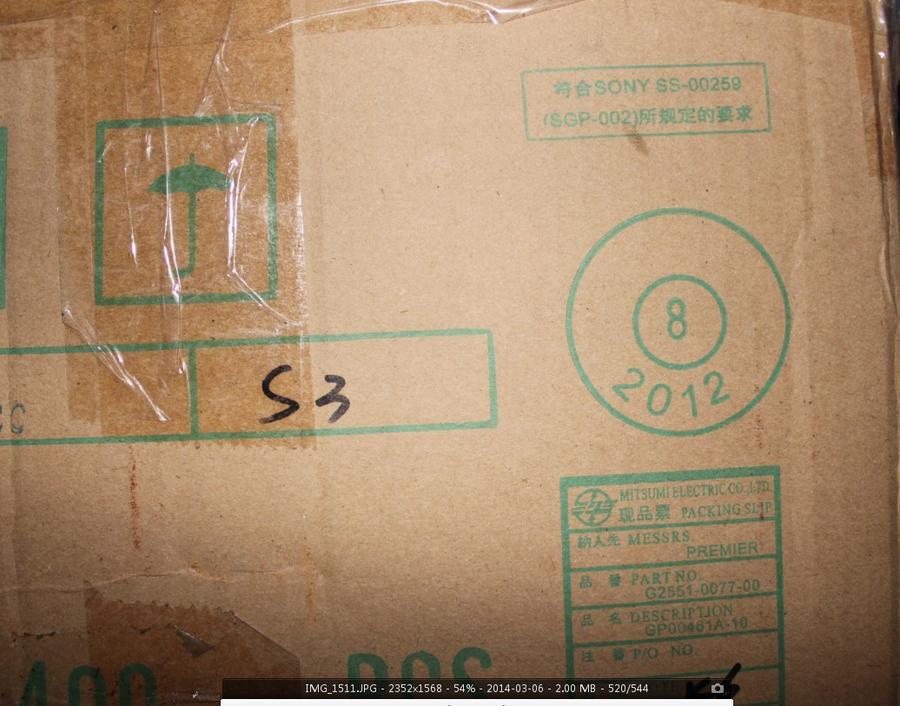 符合SONY SS-00259
(SGP-002)所规定的要求
8
2012
S3
MITSUMI ELECTRIC CO.,LTD.
现品票 PACKING SLIP
納入先 MESSRS.
PREMIER
品 番 PART NO.
G2551-0077-00
品 名 DESCRIPTION
GP00461A-10
注 番 P/O NO.
400 PCS
IMG_1511.JPG - 2352x1568 - 54% - 2014-03-06 - 2.00 MB - 520/544